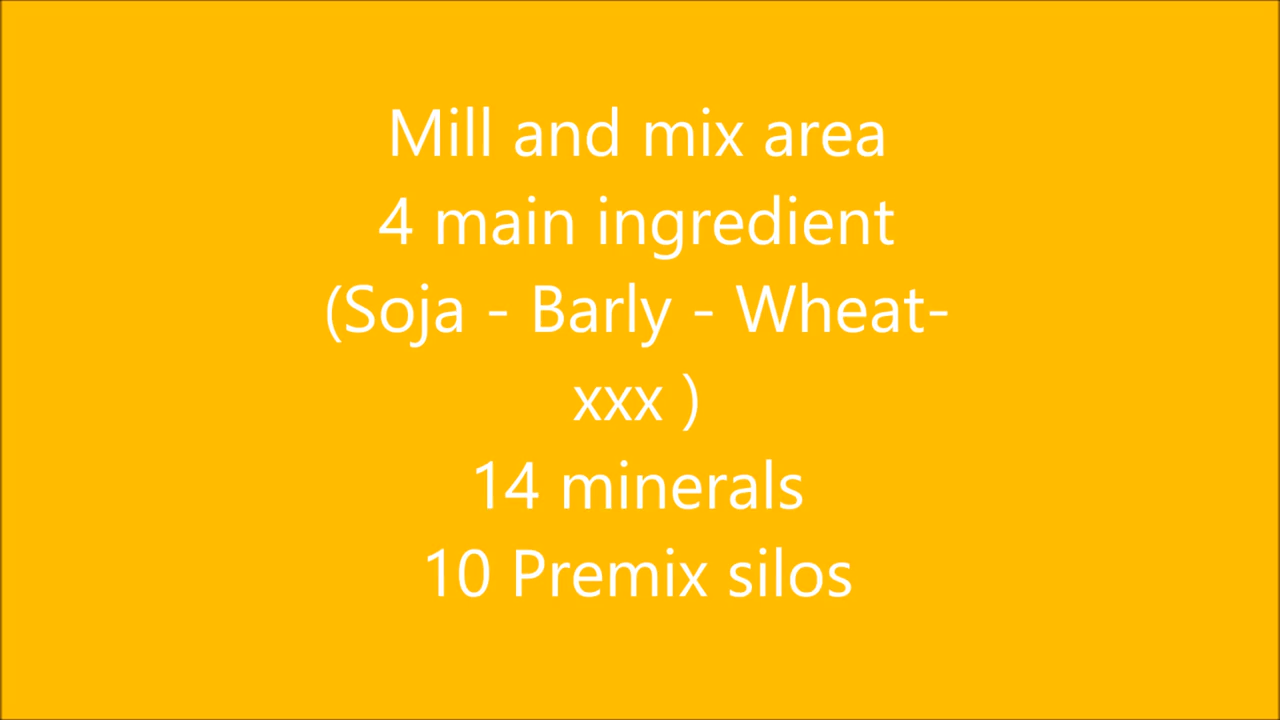 Mill and mix area
4 main ingredient
(Soja - Barly - Wheat-
xxx )
14 minerals
10 Premix silos